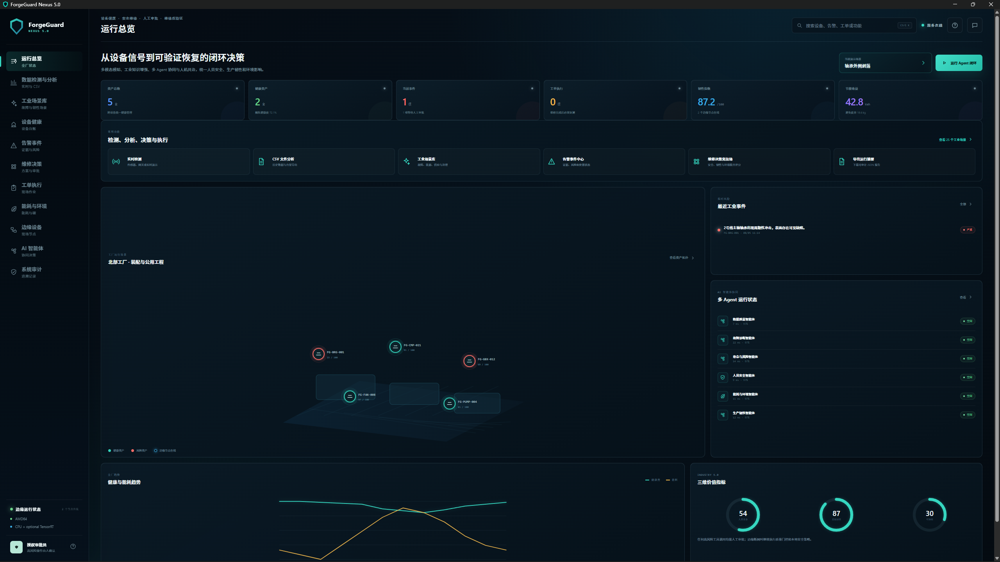 ForgeGuard Nexus 5.0
ForgeGuard
NEXUS 5.0
运行总览
全厂状态
数据检测与分析
实时与 CSV
工业场景库
故障与韧性场景
设备健康
设备台账
告警事件
证据与风险
维修决策
方案与审批
工单执行
现场作业
能耗与环境
能耗与碳
边缘设备
现场节点
AI 智能体
协同决策
系统审计
追溯记录
边缘运行状态
2 个节点在线
AMD64
CPU + optional TensorRT
授权审批员
高风险操作由人确认
设备健康 · 安全维修 · 人工审批 · 维修后验证
运行总览
搜索设备、告警、工单或功能
Ctrl K
服务在线
从设备信号到可验证恢复的闭环决策
多模态感知、工业知识增强、多 Agent 协同与人机共治，统一人员安全、生产韧性和环境影响。
当前演示场景
轴承外圈剥落
运行 Agent 闭环
资产总数
5 台
跨设备统一健康管理
健康资产
2 台
舰队健康度 72.1%
当前事件
1 项
1 项等待人工审批
工单执行
0 项
维修完成后必须复测
韧性指数
87.2 /100
2 个边缘节点在线
节能收益
42.8 kWh
避免废弃 18.6 kg
常用功能
检测、分析、决策与执行
查看 25 个工业场景
实时检测
传感器、网关或实时演示
CSV 文件分析
历史数据与台架导出
工业场景库
故障、能源、供应与治理
告警事件中心
证据、风险和处置状态
维修决策竞技场
安全、韧性与环境联合评分
导出运行摘要
下载可审计 JSON 报告
工厂运行场景
北部工厂 · 装配与公用工程
查看资产拓扑
FG-BRG-001
23 / 100
FG-CMP-021
91 / 100
FG-GBX-012
69 / 100
FG-FAN-008
97 / 100
FG-PUMP-004
81 / 100
健康资产
风险资产
边缘节点在线
实时风险
最近工业事件
全部
2号线主轴轴承出现周期性冲击，表面存在可见缺陷。
FG-BRG-001 · 08/05 11:14
严重
AI 智能体协同
多 Agent 运行状态
查看
数据质量智能体
7 ms · 97%
空闲
故障诊断智能体
22 ms · 97%
空闲
寿命与风险智能体
14 ms · 97%
空闲
人员安全智能体
9 ms · 97%
空闲
能耗与环境智能体
11 ms · 97%
空闲
生产韧性智能体
12 ms · 97%
空闲
全厂趋势
健康与能耗趋势
健康度
能耗
INDUSTRY 5.0
三维价值指标
54
人员安全
87
系统韧性
30
可持续
任何高风险工具调用均需人工审批；边缘断网时继续执行质量门控和本地安全策略。